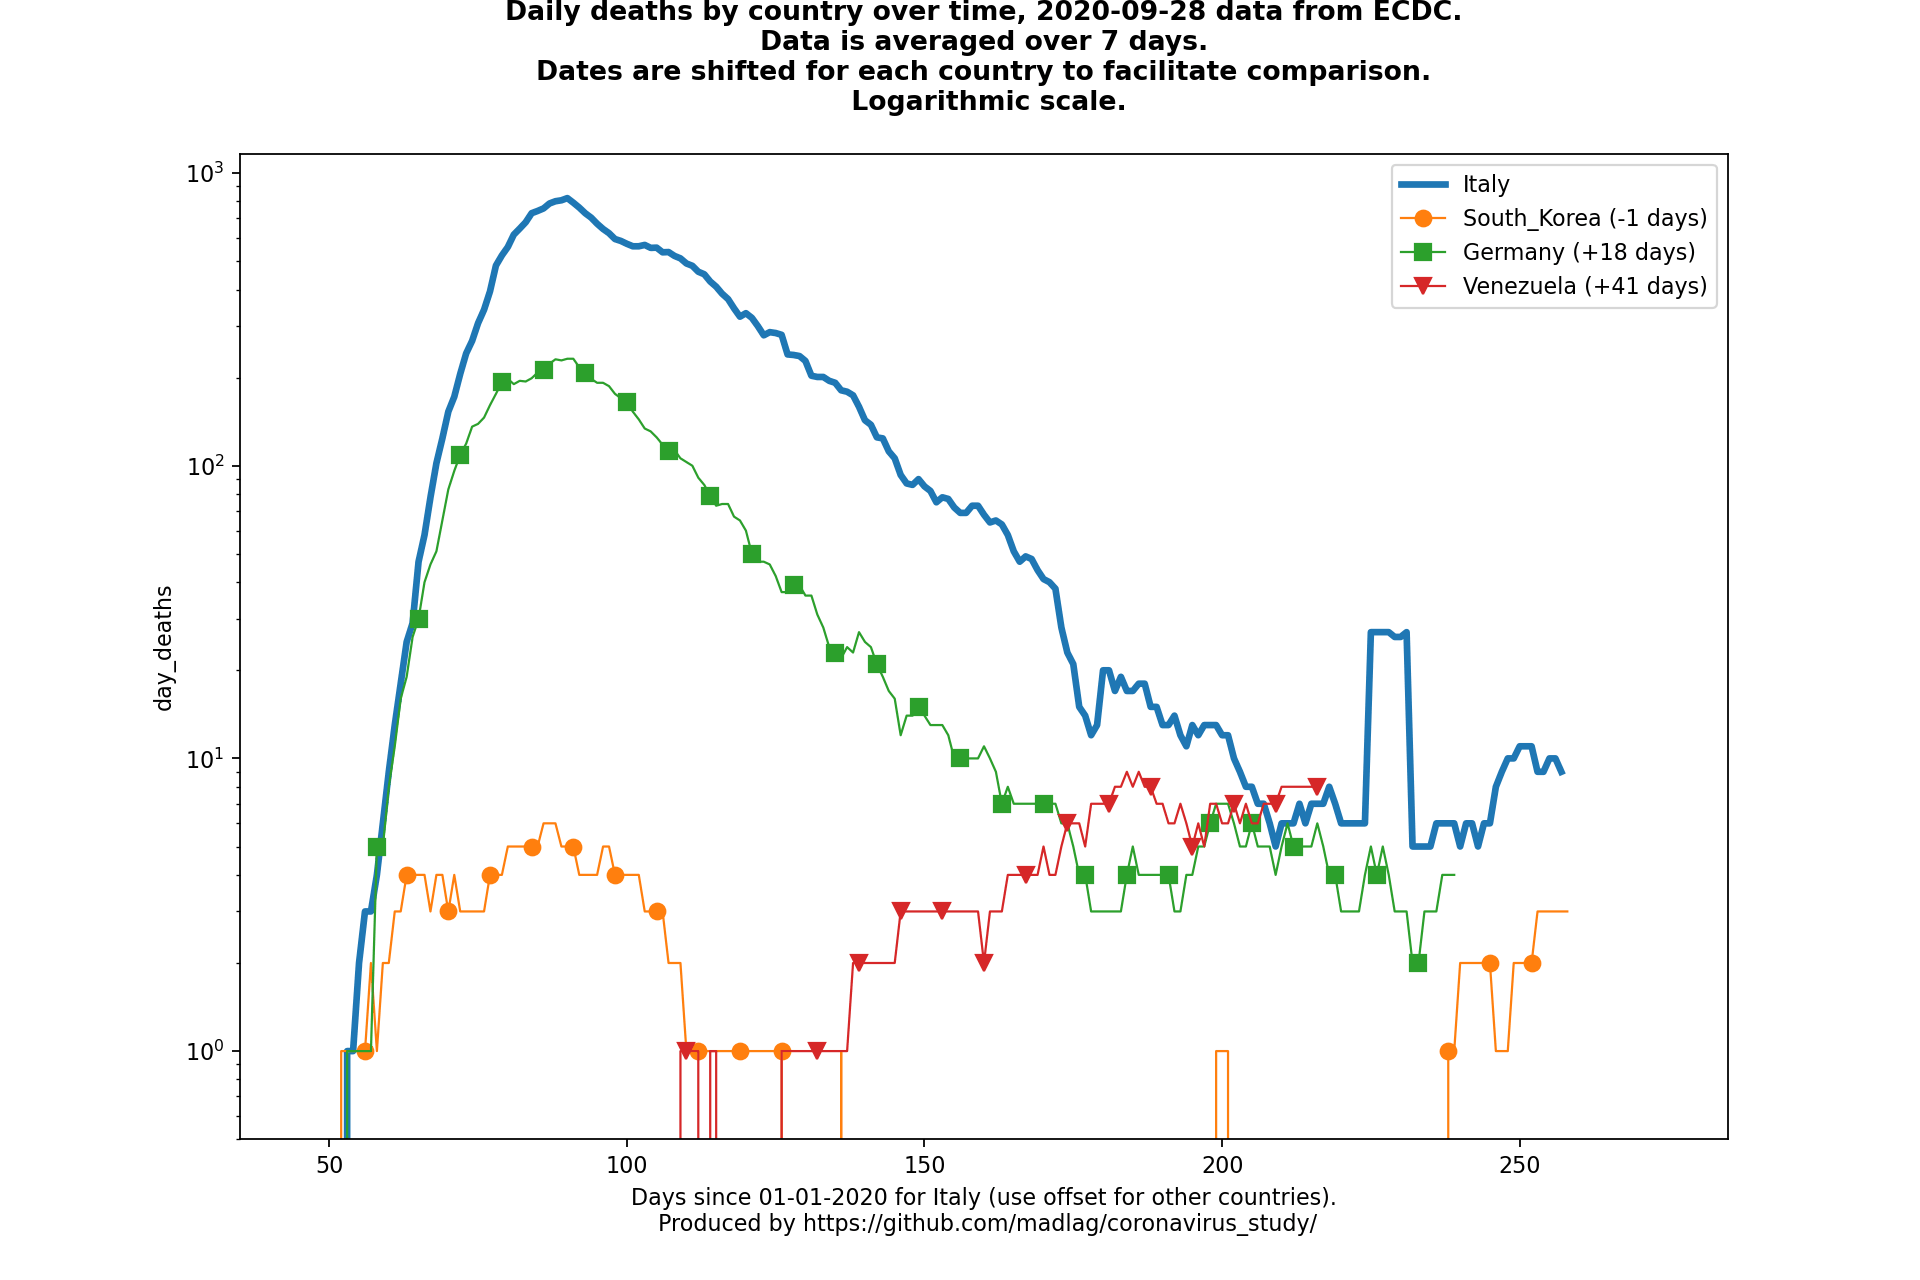 Daily deaths by country over time, 2020-09-28 data from ECDC.
Data is averaged over 7 days.
Dates are shifted for each country to facilitate comparison.
Logarithmic scale.
10³
10²
10¹
10⁰
day_deaths
Italy
South_Korea (-1 days)
Germany (+18 days)
Venezuela (+41 days)
50 100 150 200 250
Days since 01-01-2020 for Italy (use offset for other countries).
Produced by https://github.com/madlag/coronavirus_study/